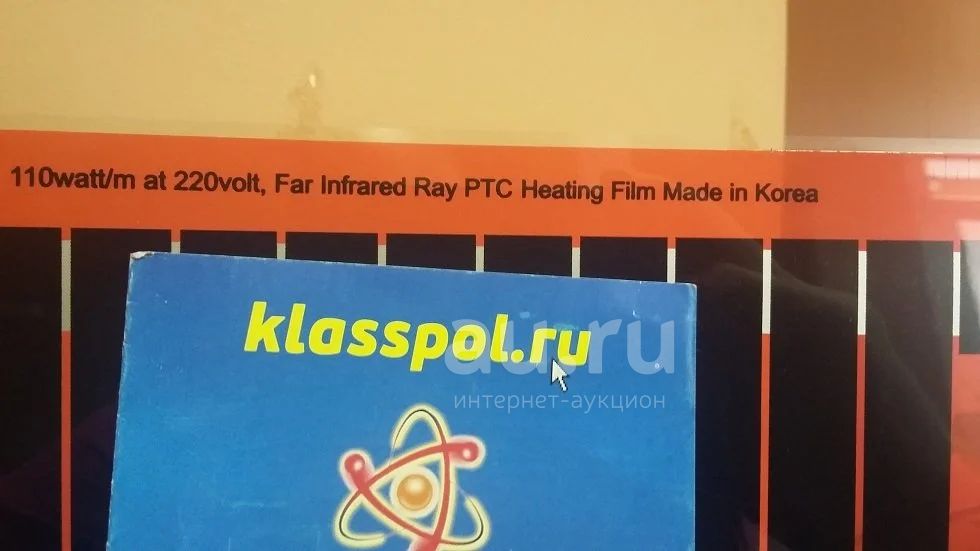 110watt/m at 220volt, Far Infrared Ray PTC Heating Film Made in Korea
klasspol.ru
au.ru
интернет-аукцион